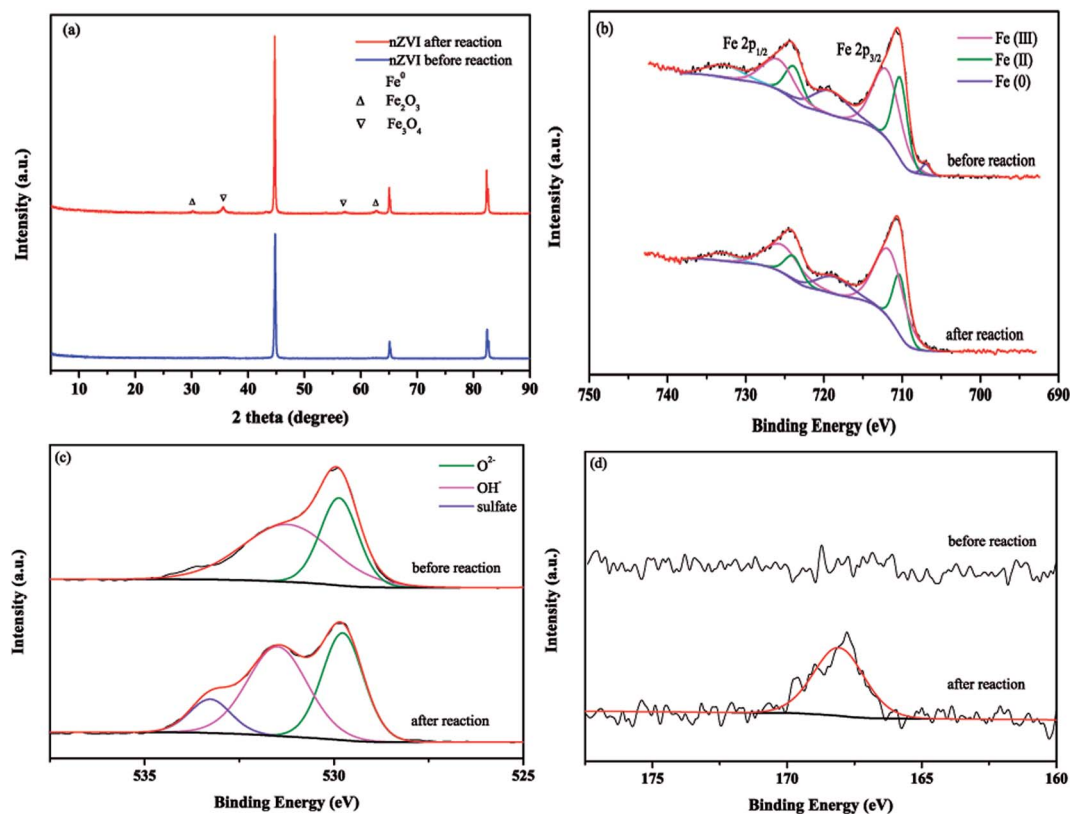 (a)
nZVI after reaction
nZVI before reaction
Fe⁰
△ Fe₂O₃
▽ Fe₃O₄
△ ▽ ▽ △
Intensity (a.u.)
10 20 30 40 50 60 70 80 90
2 theta (degree)
(b)
Fe 2p₁/₂ Fe 2p₃/₂
Fe (III)
Fe (II)
Fe (0)
before reaction
after reaction
Intensity (a.u.)
750 740 730 720 710 700 690
Binding Energy (eV)
(c)
O²⁻
OH⁻
sulfate
before reaction
after reaction
Intensity (a.u.)
535 530 525
Binding Energy (eV)
(d)
before reaction
after reaction
Intensity (a.u.)
175 170 165 160
Binding Energy (eV)